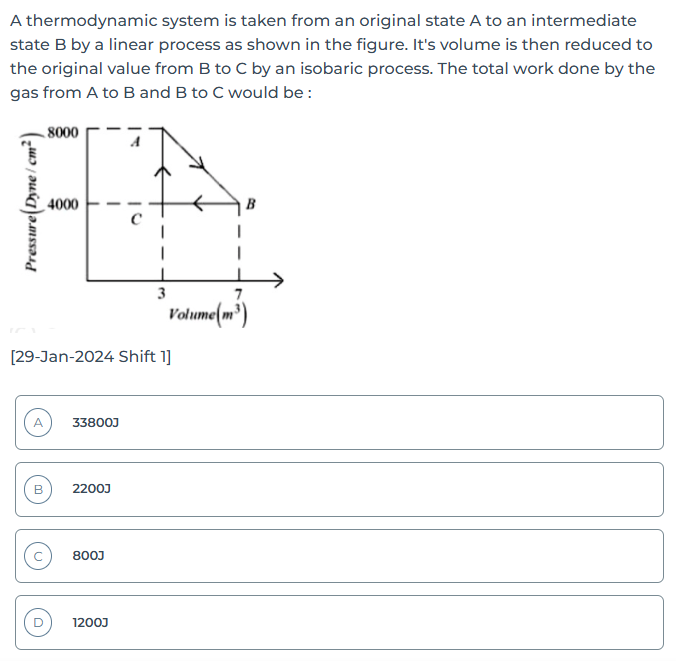 A thermodynamic system is taken from an original state A to an intermediate
state B by a linear process as shown in the figure. It's volume is then reduced to
the original value from B to C by an isobaric process. The total work done by the
gas from A to B and B to C would be :
8000
A
Pressure(Dyne / cm²)
4000
B
C
3
7
Volume(m³)
[29-Jan-2024 Shift 1]
A
33800J
B
2200J
C
800J
D
1200J